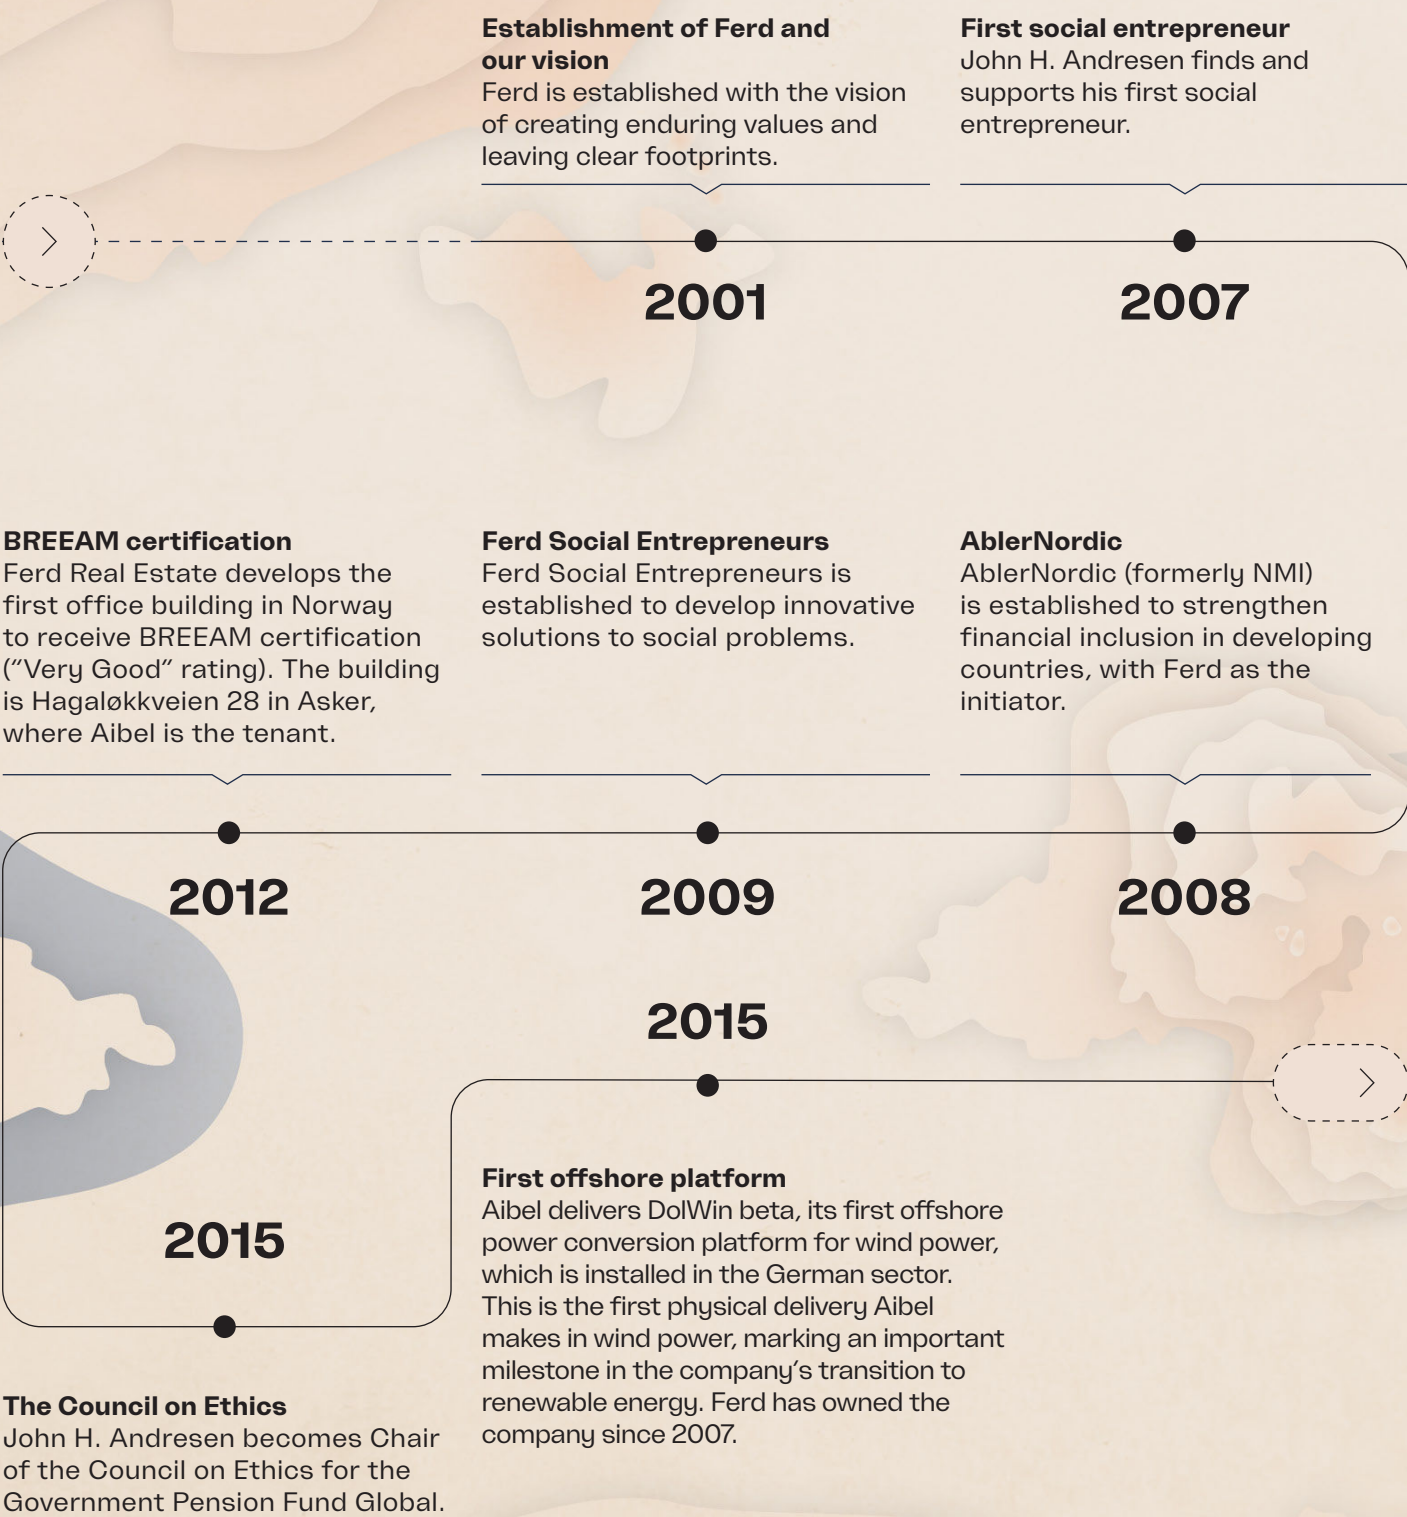 Establishment of Ferd and
our vision
Ferd is established with the vision
of creating enduring values and
leaving clear footprints.
2001
First social entrepreneur
John H. Andresen finds and
supports his first social
entrepreneur.
2007
AblerNordic
AblerNordic (formerly NMI)
is established to strengthen
financial inclusion in developing
countries, with Ferd as the
initiator.
2008
Ferd Social Entrepreneurs
Ferd Social Entrepreneurs is
established to develop innovative
solutions to social problems.
2009
BREEAM certification
Ferd Real Estate develops the
first office building in Norway
to receive BREEAM certification
(“Very Good” rating). The building
is Hagaløkkveien 28 in Asker,
where Aibel is the tenant.
2012
2015
The Council on Ethics
John H. Andresen becomes Chair
of the Council on Ethics for the
Government Pension Fund Global.
2015
First offshore platform
Aibel delivers DolWin beta, its first offshore
power conversion platform for wind power,
which is installed in the German sector.
This is the first physical delivery Aibel
makes in wind power, marking an important
milestone in the company’s transition to
renewable energy. Ferd has owned the
company since 2007.